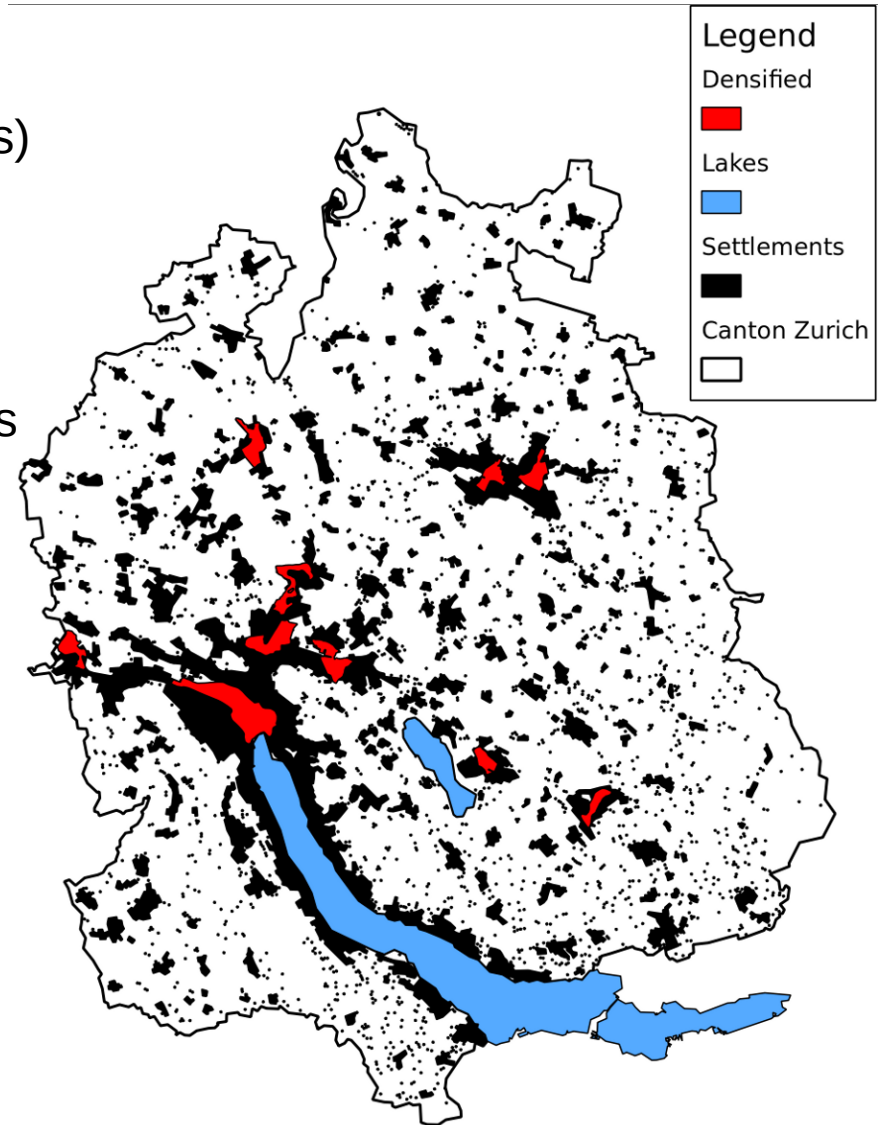 Legend
Densified
s)
Lakes
Settlements
Canton Zurich
s